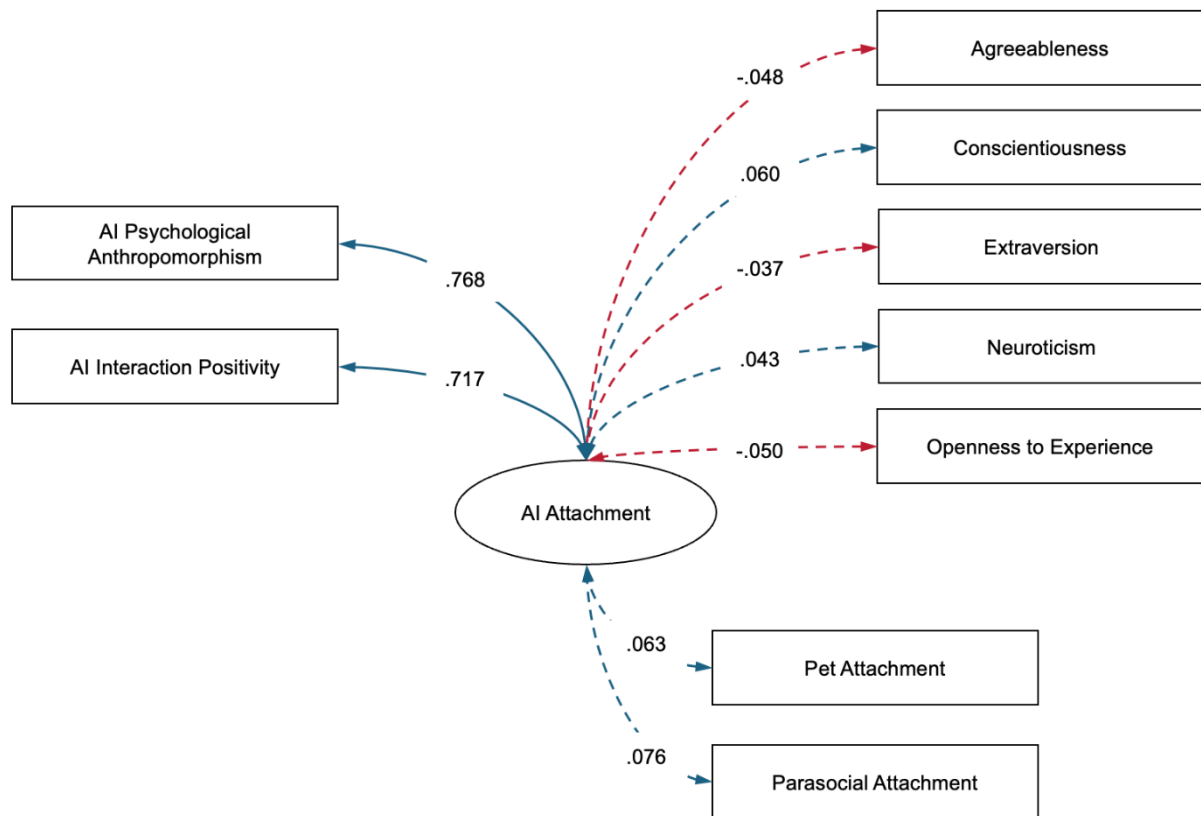 Agreeableness
-.048
Conscientiousness
.060
AI Psychological
Anthropomorphism
Extraversion
-.037
.768
Neuroticism
.043
AI Interaction Positivity
.717
Openness to Experience
-.050
AI Attachment
.063
Pet Attachment
.076
Parasocial Attachment